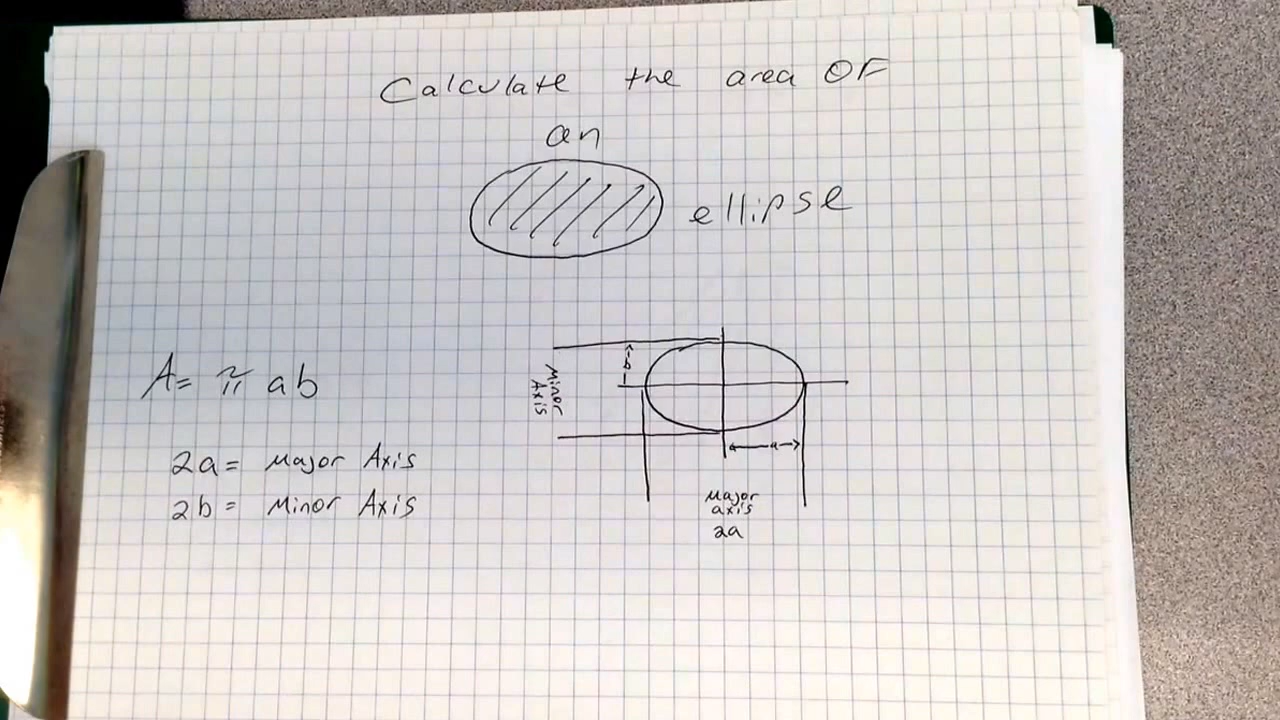 Calculate the area OF
an
ellipse
A= π ab
2a= Major Axis
2b= Minor Axis
Minor
Axis
b
a
Major
axis
2a